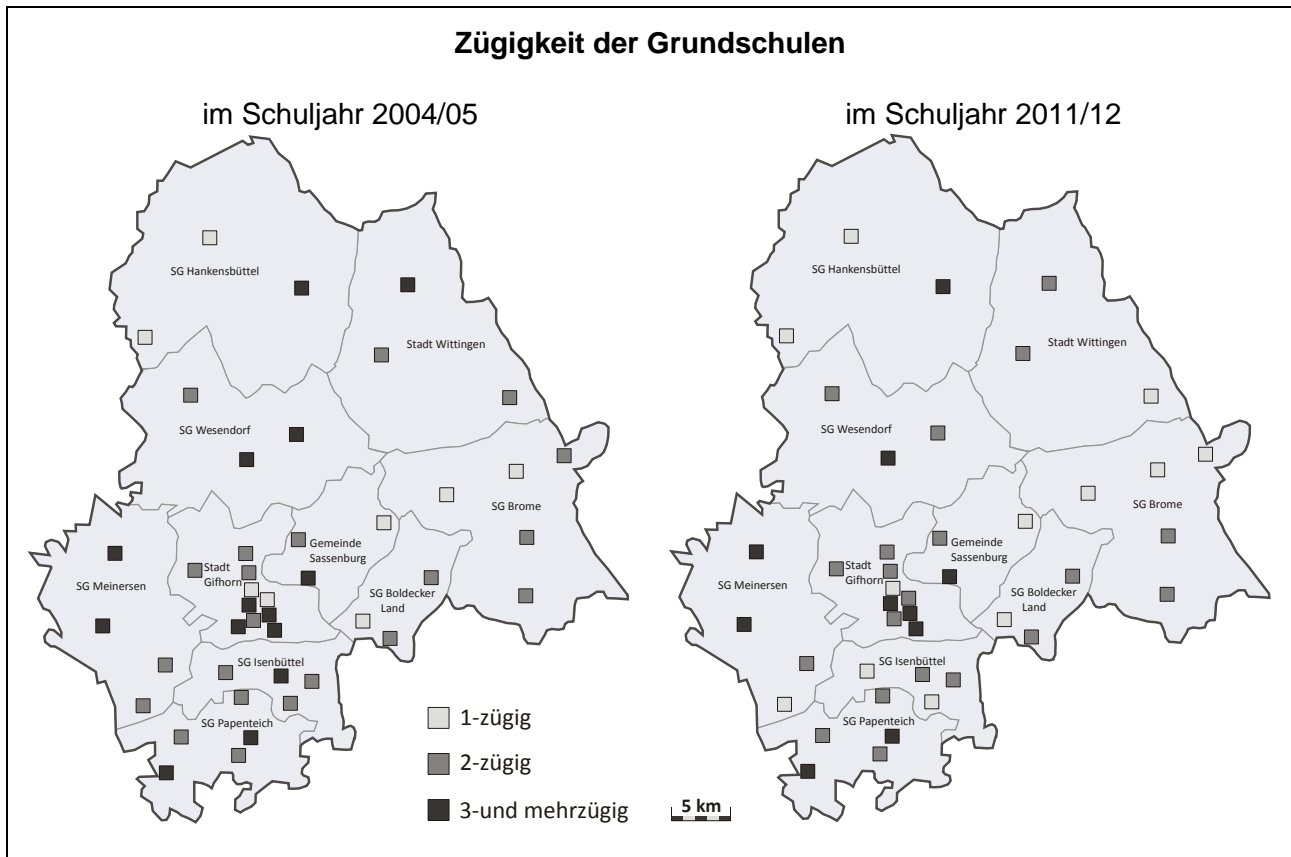 Zügigkeit der Grundschulen
im Schuljahr 2004/05
im Schuljahr 2011/12
SG Hankensbüttel
Stadt Wittingen
SG Wesendorf
SG Brome
Gemeinde
Sassenburg
Stadt
Gifhorn
SG Meinersen
SG Boldecker
Land
SG Isenbüttel
SG Papenteich
SG Hankensbüttel
Stadt Wittingen
SG Wesendorf
SG Brome
Gemeinde
Sassenburg
Stadt
Gifhorn
SG Meinersen
SG Boldecker
Land
SG Isenbüttel
SG Papenteich
1-zügig
2-zügig
3-und mehrzügig
5 km